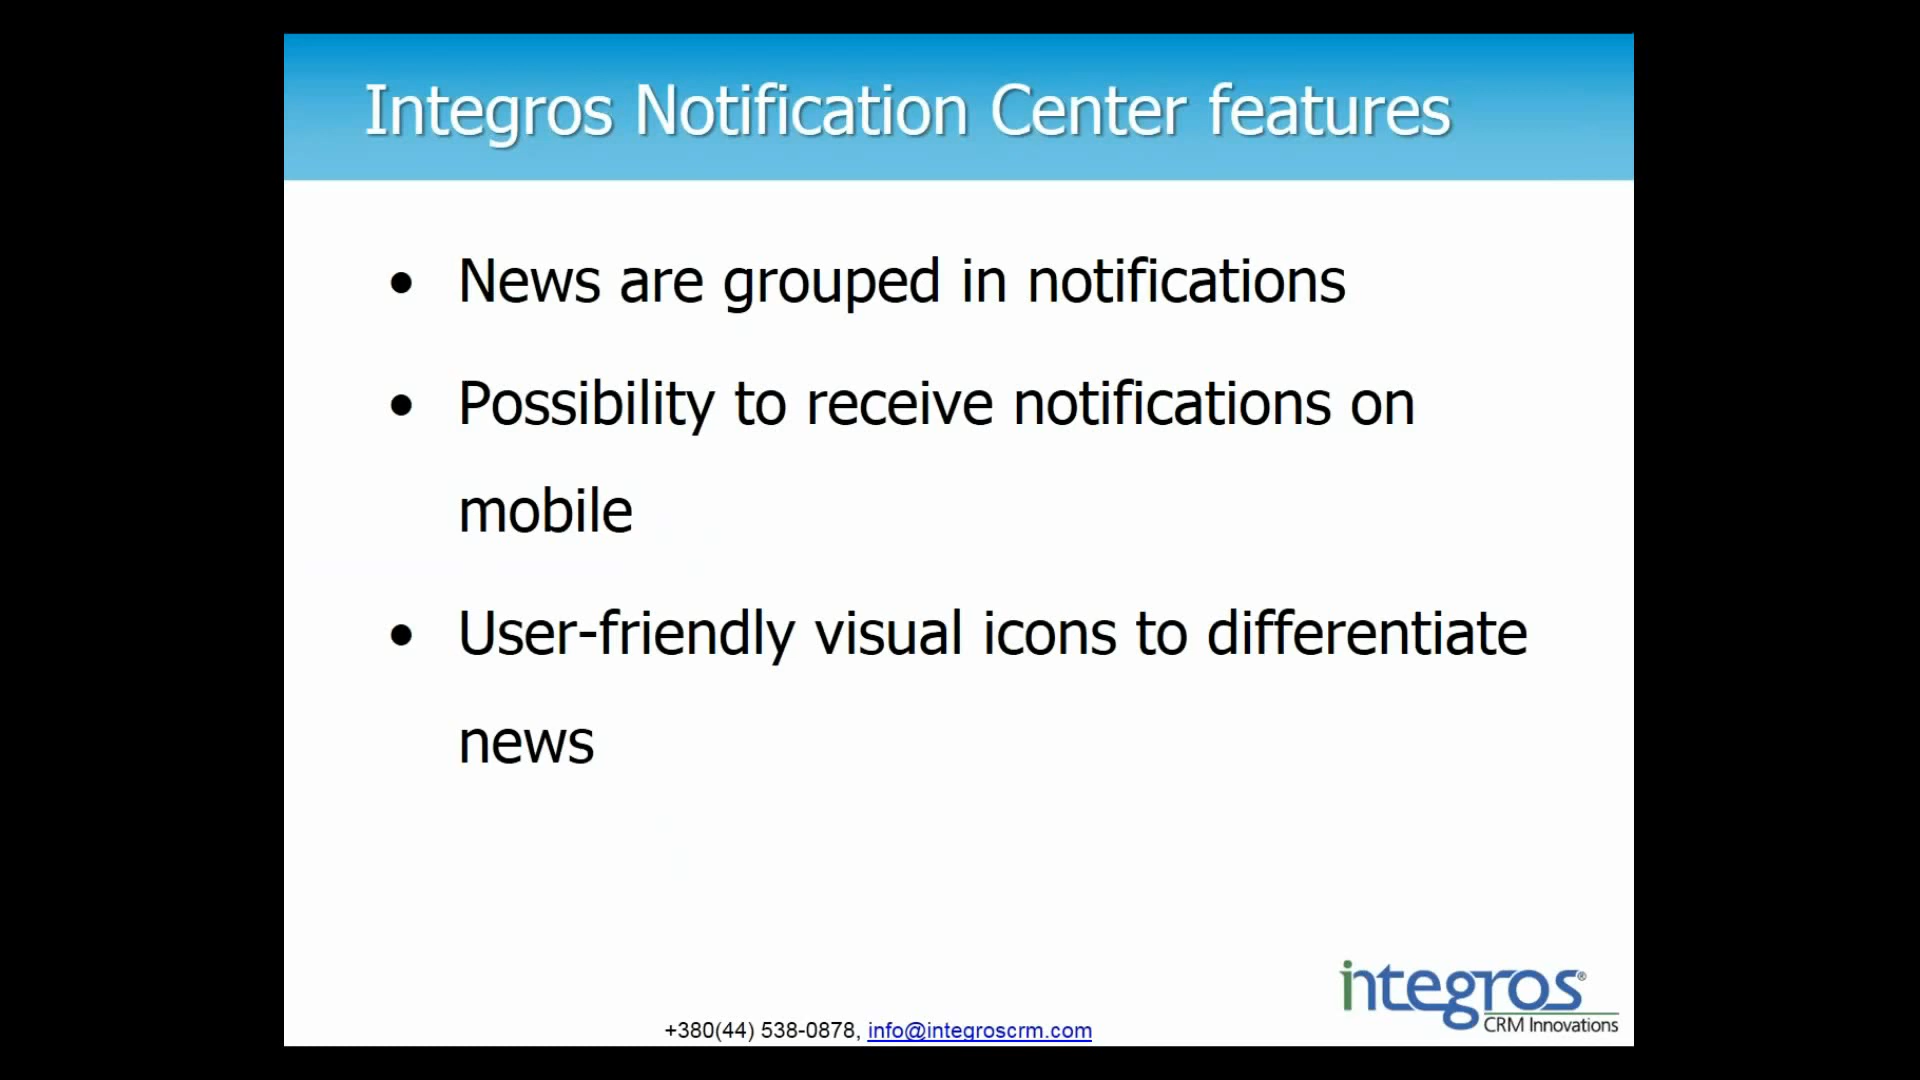 Integros Notification Center features
• News are grouped in notifications
• Possibility to receive notifications on
mobile
• User-friendly visual icons to differentiate
news
integros®
CRM Innovations
+380(44) 538-0878, info@integroscrm.com